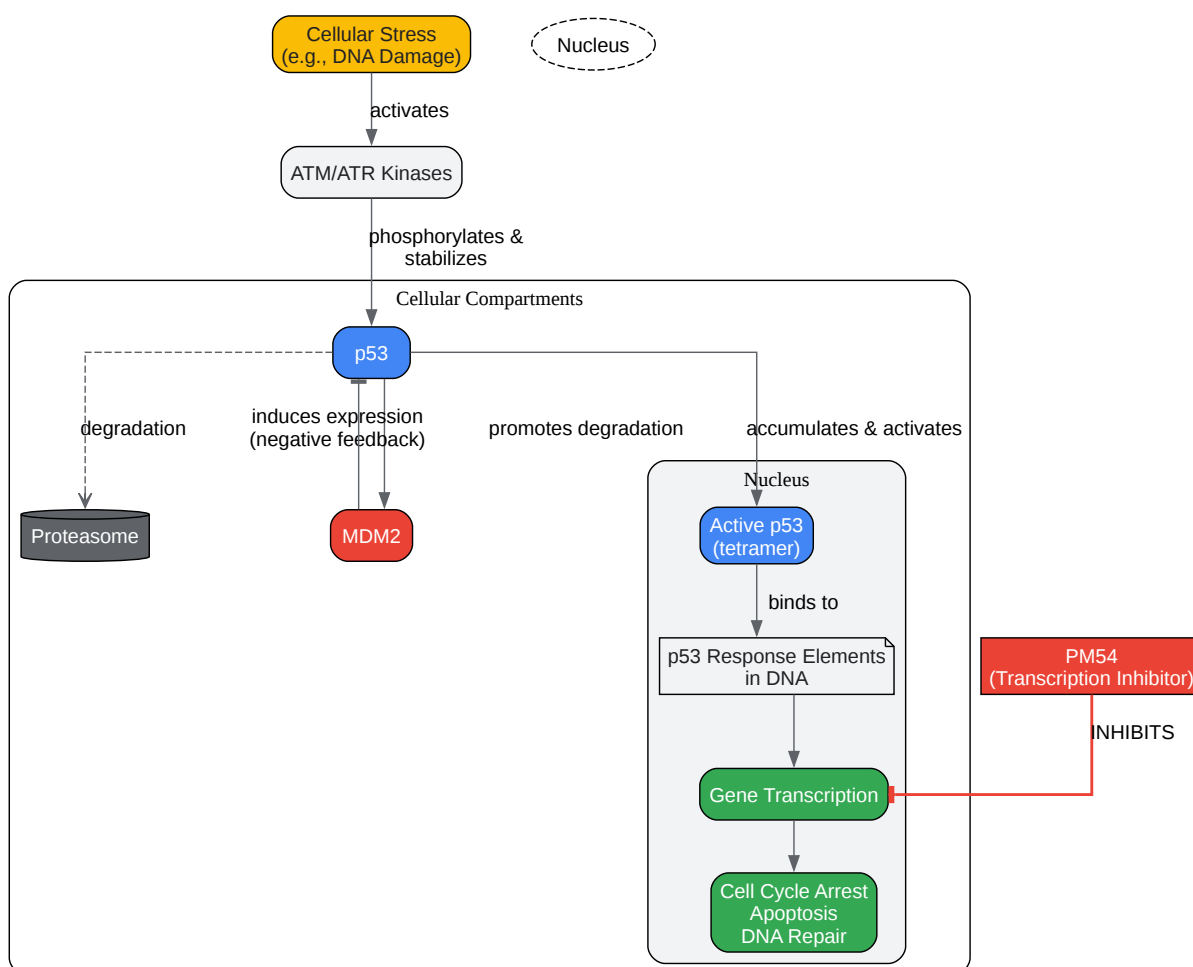 Cellular Stress
(e.g., DNA Damage)
Nucleus
activates
ATM/ATR Kinases
phosphorylates &
stabilizes
Cellular Compartments
p53
degradation
induces expression
(negative feedback)
promotes degradation
accumulates & activates
Nucleus
Proteasome
MDM2
Active p53
(tetramer)
binds to
p53 Response Elements
in DNA
PM54
(Transcription Inhibitor)
INHIBITS
Gene Transcription
Cell Cycle Arrest
Apoptosis
DNA Repair